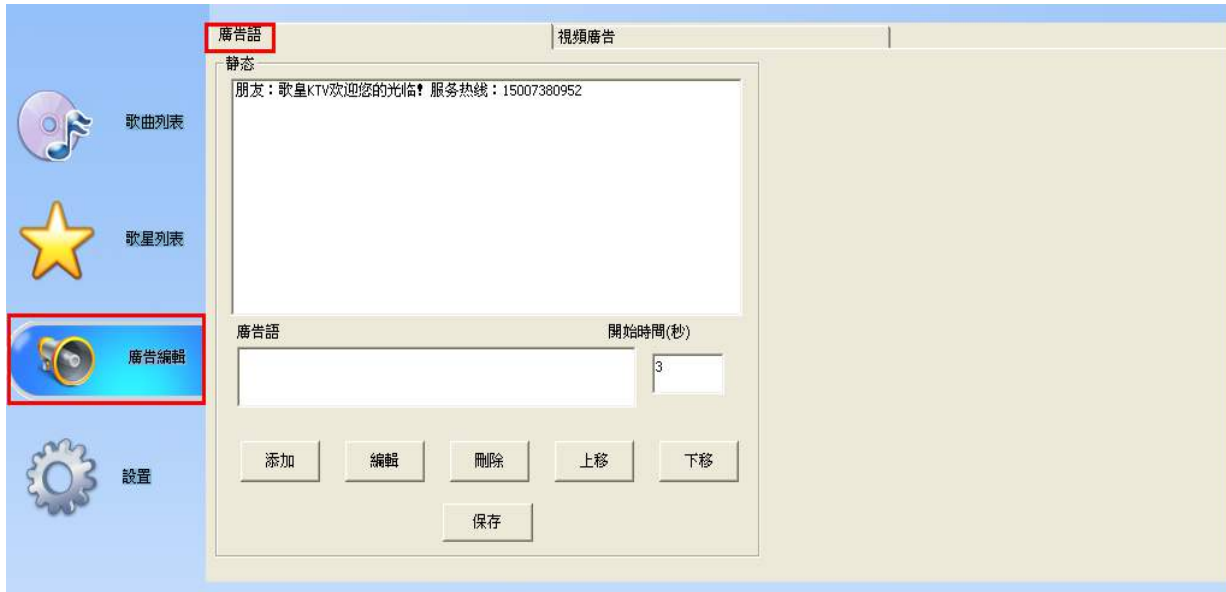 廣告語
視頻廣告
静态
朋友：歌皇KTV欢迎您的光临！服务热线：15007380952
歌曲列表
歌星列表
廣告編輯
設置
廣告語
開始時間(秒)
3
添加
編輯
刪除
上移
下移
保存